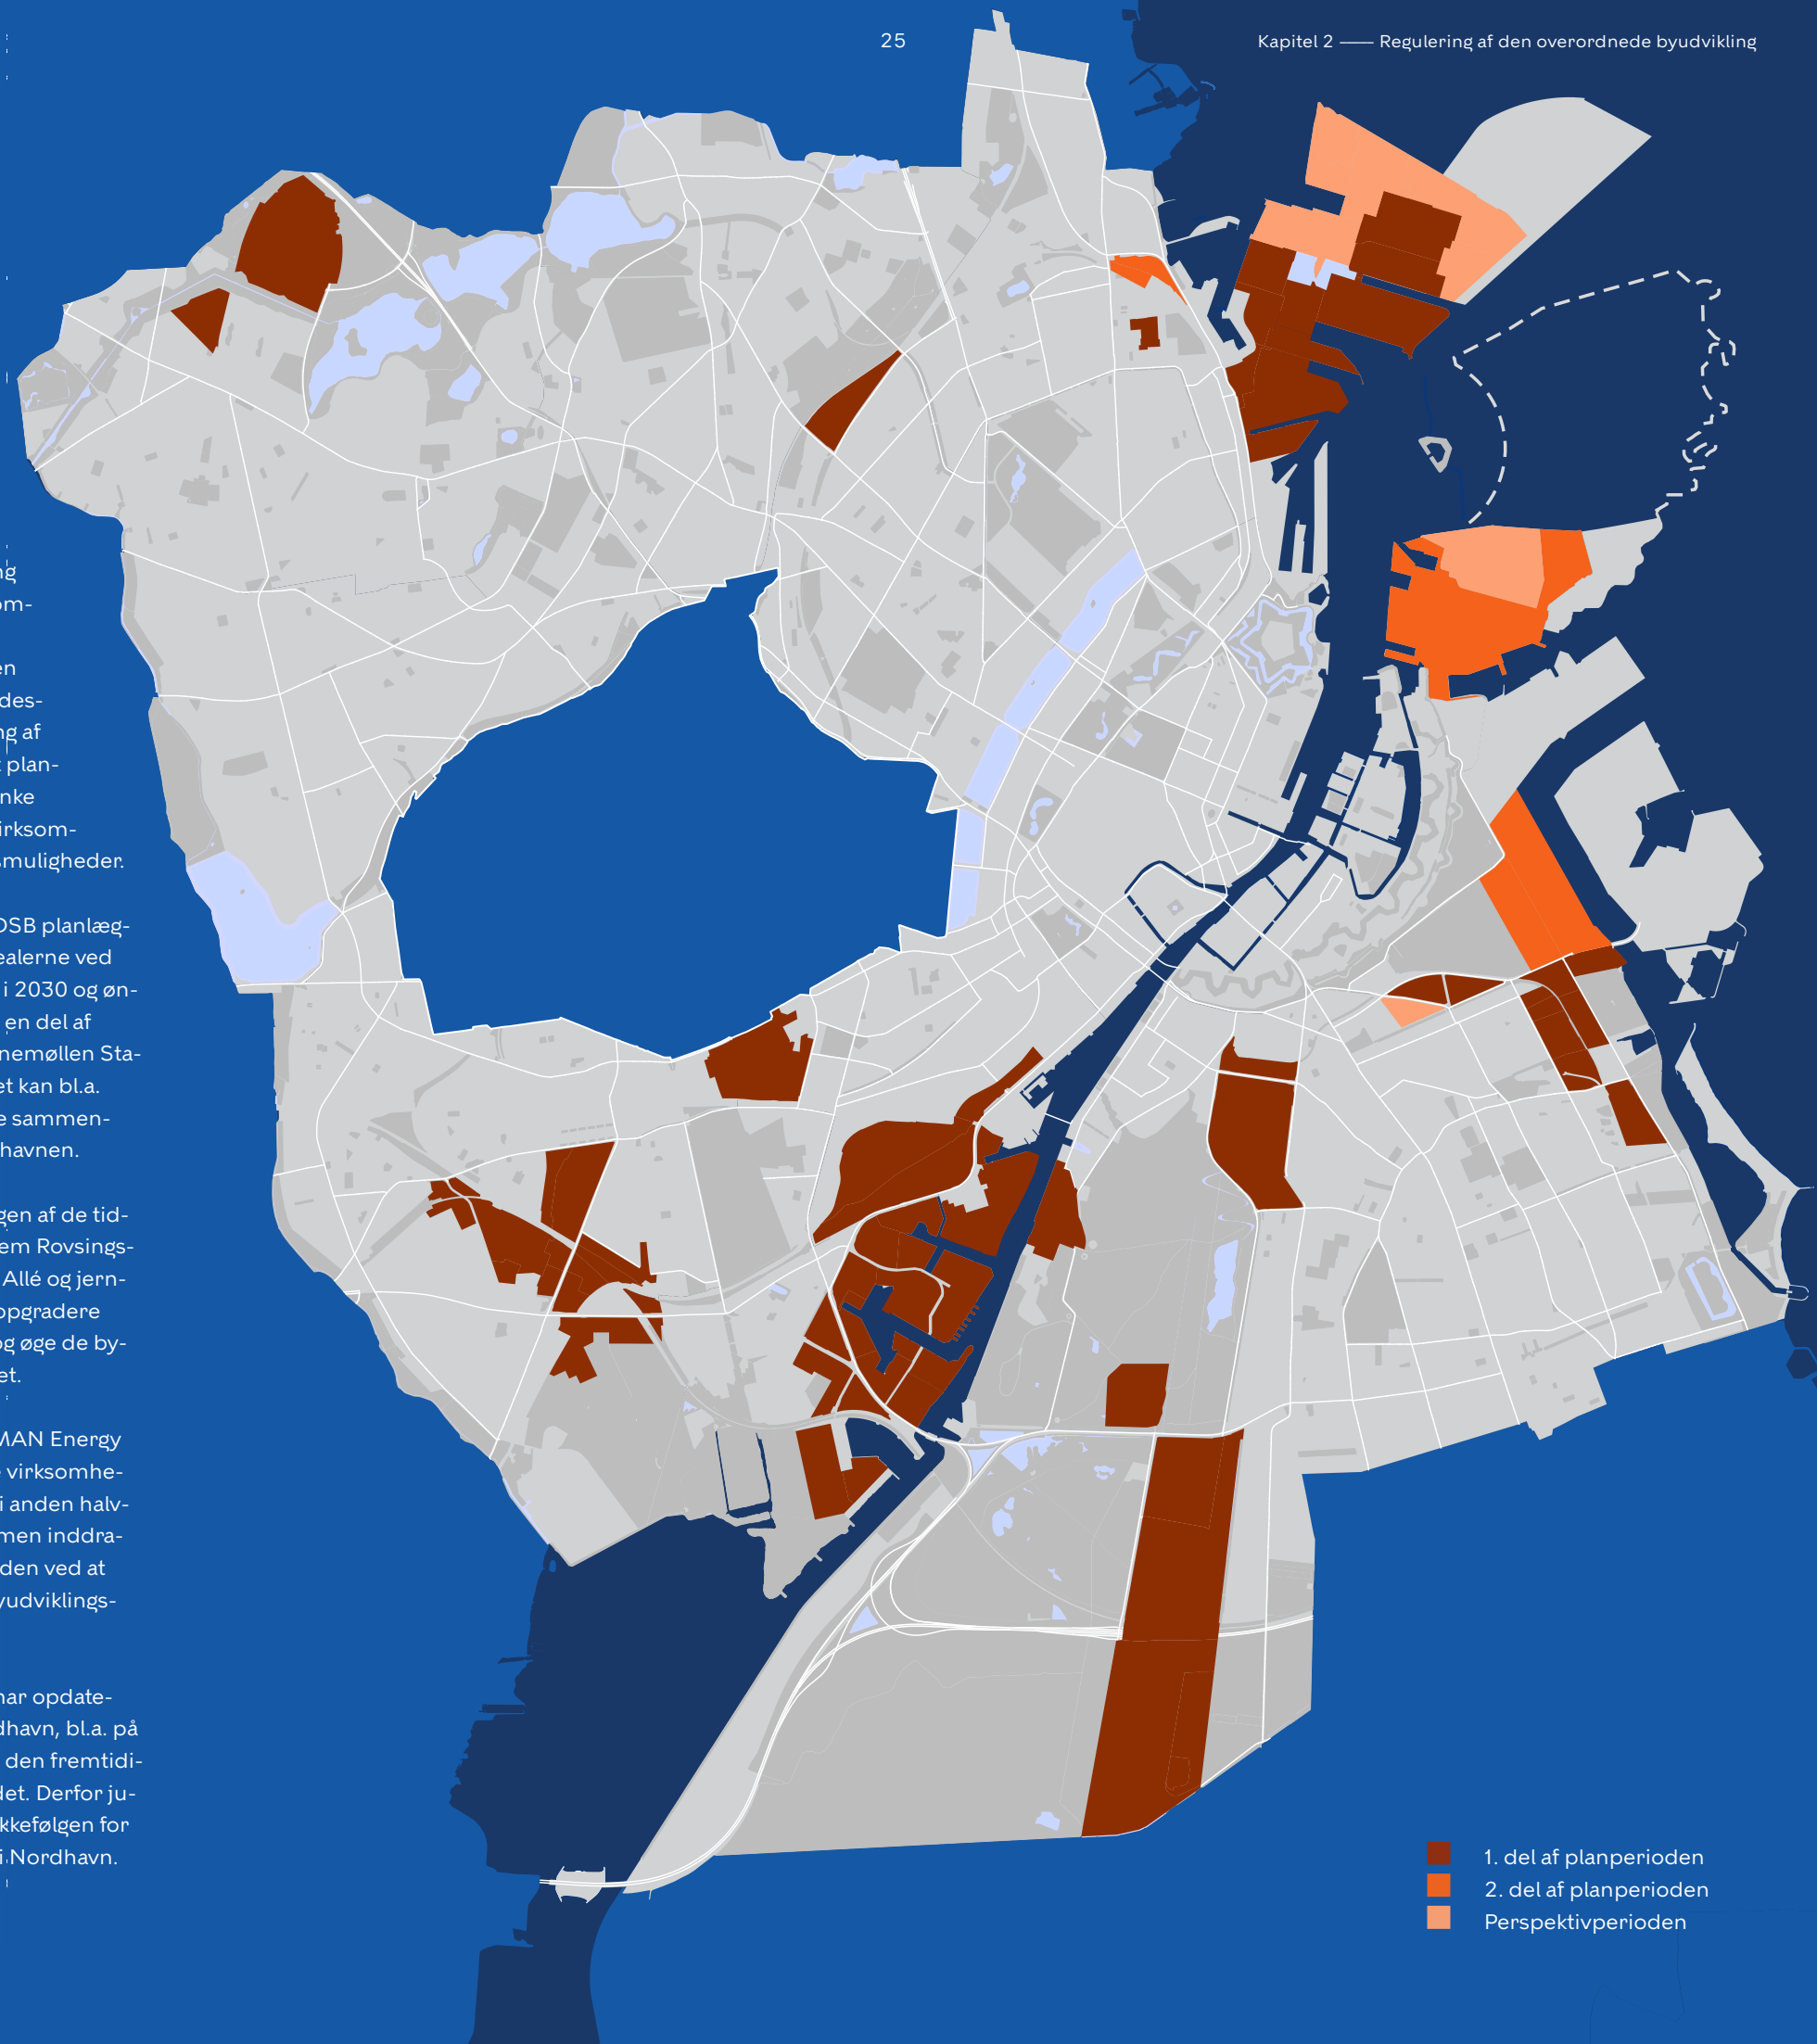 25
Kapitel 2 —— Regulering af den overordnede byudvikling
ng
om-
en
des-
ng af
plan-
nke
irksom-
smuligheder.
DSB planlæg-
ealerne ved
i 2030 og øn-
en del af
nemøllen Sta-
et kan bl.a.
e sammen-
havnen.
gen af de tid-
em Rovsings-
Allé og jern-
opgradere
og øge de by-
et.
MAN Energy
virksomhe-
i anden halv-
men inddra-
den ved at
yudviklings-
har opdate-
dhavn, bl.a. på
den fremtidi-
det. Derfor ju-
kkefølgen for
i Nordhavn.
1. del af planperioden
2. del af planperioden
Perspektivperioden